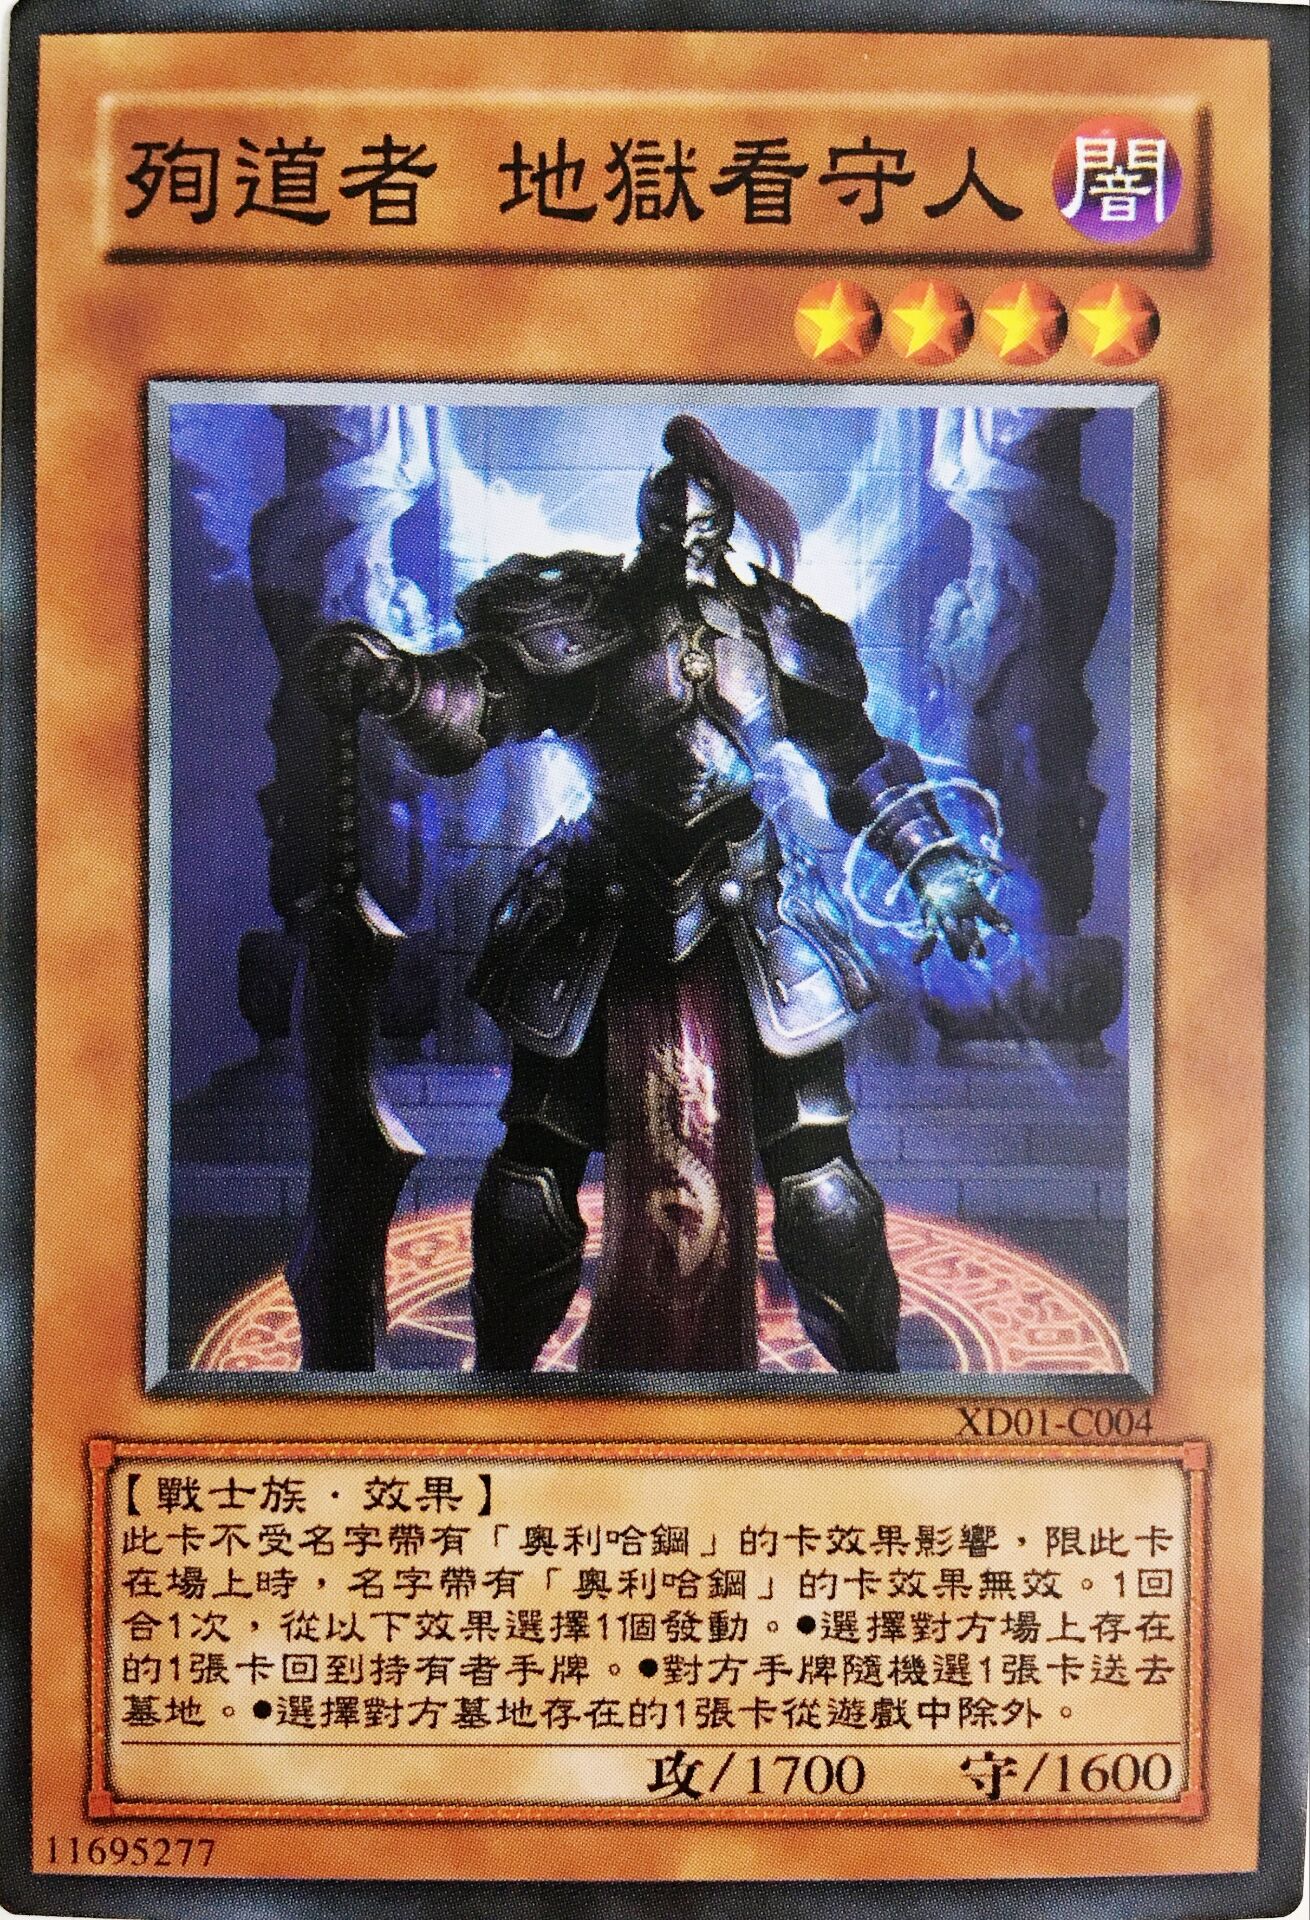 殉道者 地獄看守人 闇
XD01-C004
【戰士族·效果】
此卡不受名字帶有「奧利哈鋼」的卡效果影響，限此卡
在場上時，名字帶有「奧利哈鋼」的卡效果無效。1回
合1次，從以下效果選擇1個發動。●選擇對方場上存在
的1張卡回到持有者手牌。●對方手牌隨機選1張卡送去
墓地。●選擇對方墓地存在的1張卡從遊戲中除外。
攻/1700 守/1600
11695277